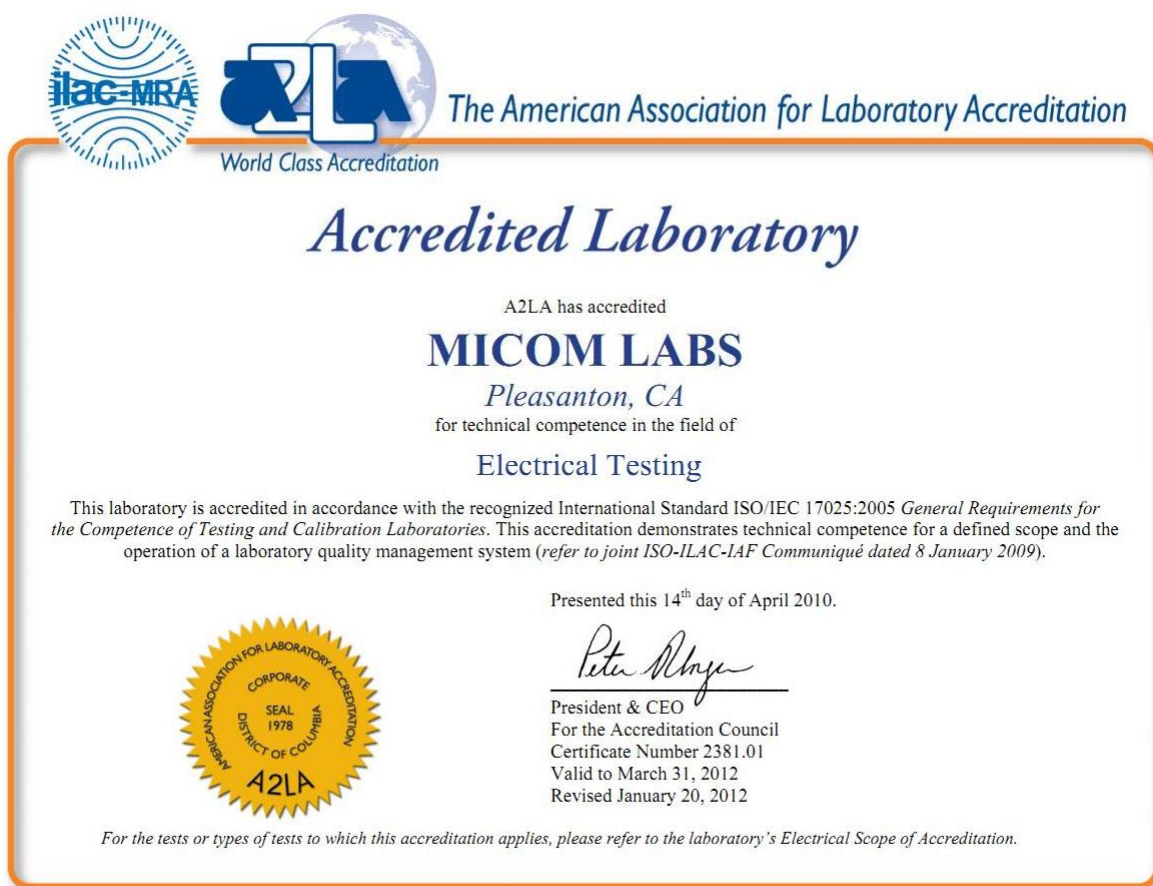 ilac-MRA
A2LA
The American Association for Laboratory Accreditation
World Class Accreditation
Accredited Laboratory
A2LA has accredited
MICOM LABS
Pleasanton, CA
for technical competence in the field of
Electrical Testing
This laboratory is accredited in accordance with the recognized International Standard ISO/IEC 17025:2005 General Requirements for
the Competence of Testing and Calibration Laboratories. This accreditation demonstrates technical competence for a defined scope and the
operation of a laboratory quality management system (refer to joint ISO-ILAC-IAF Communiqué dated 8 January 2009).
Presented this 14th day of April 2010.
AMERICAN ASSOCIATION FOR LABORATORY ACCREDITATION
CORPORATE
SEAL
1978
DISTRICT OF COLUMBIA
A2LA
Peter Unger
President & CEO
For the Accreditation Council
Certificate Number 2381.01
Valid to March 31, 2012
Revised January 20, 2012
For the tests or types of tests to which this accreditation applies, please refer to the laboratory's Electrical Scope of Accreditation.